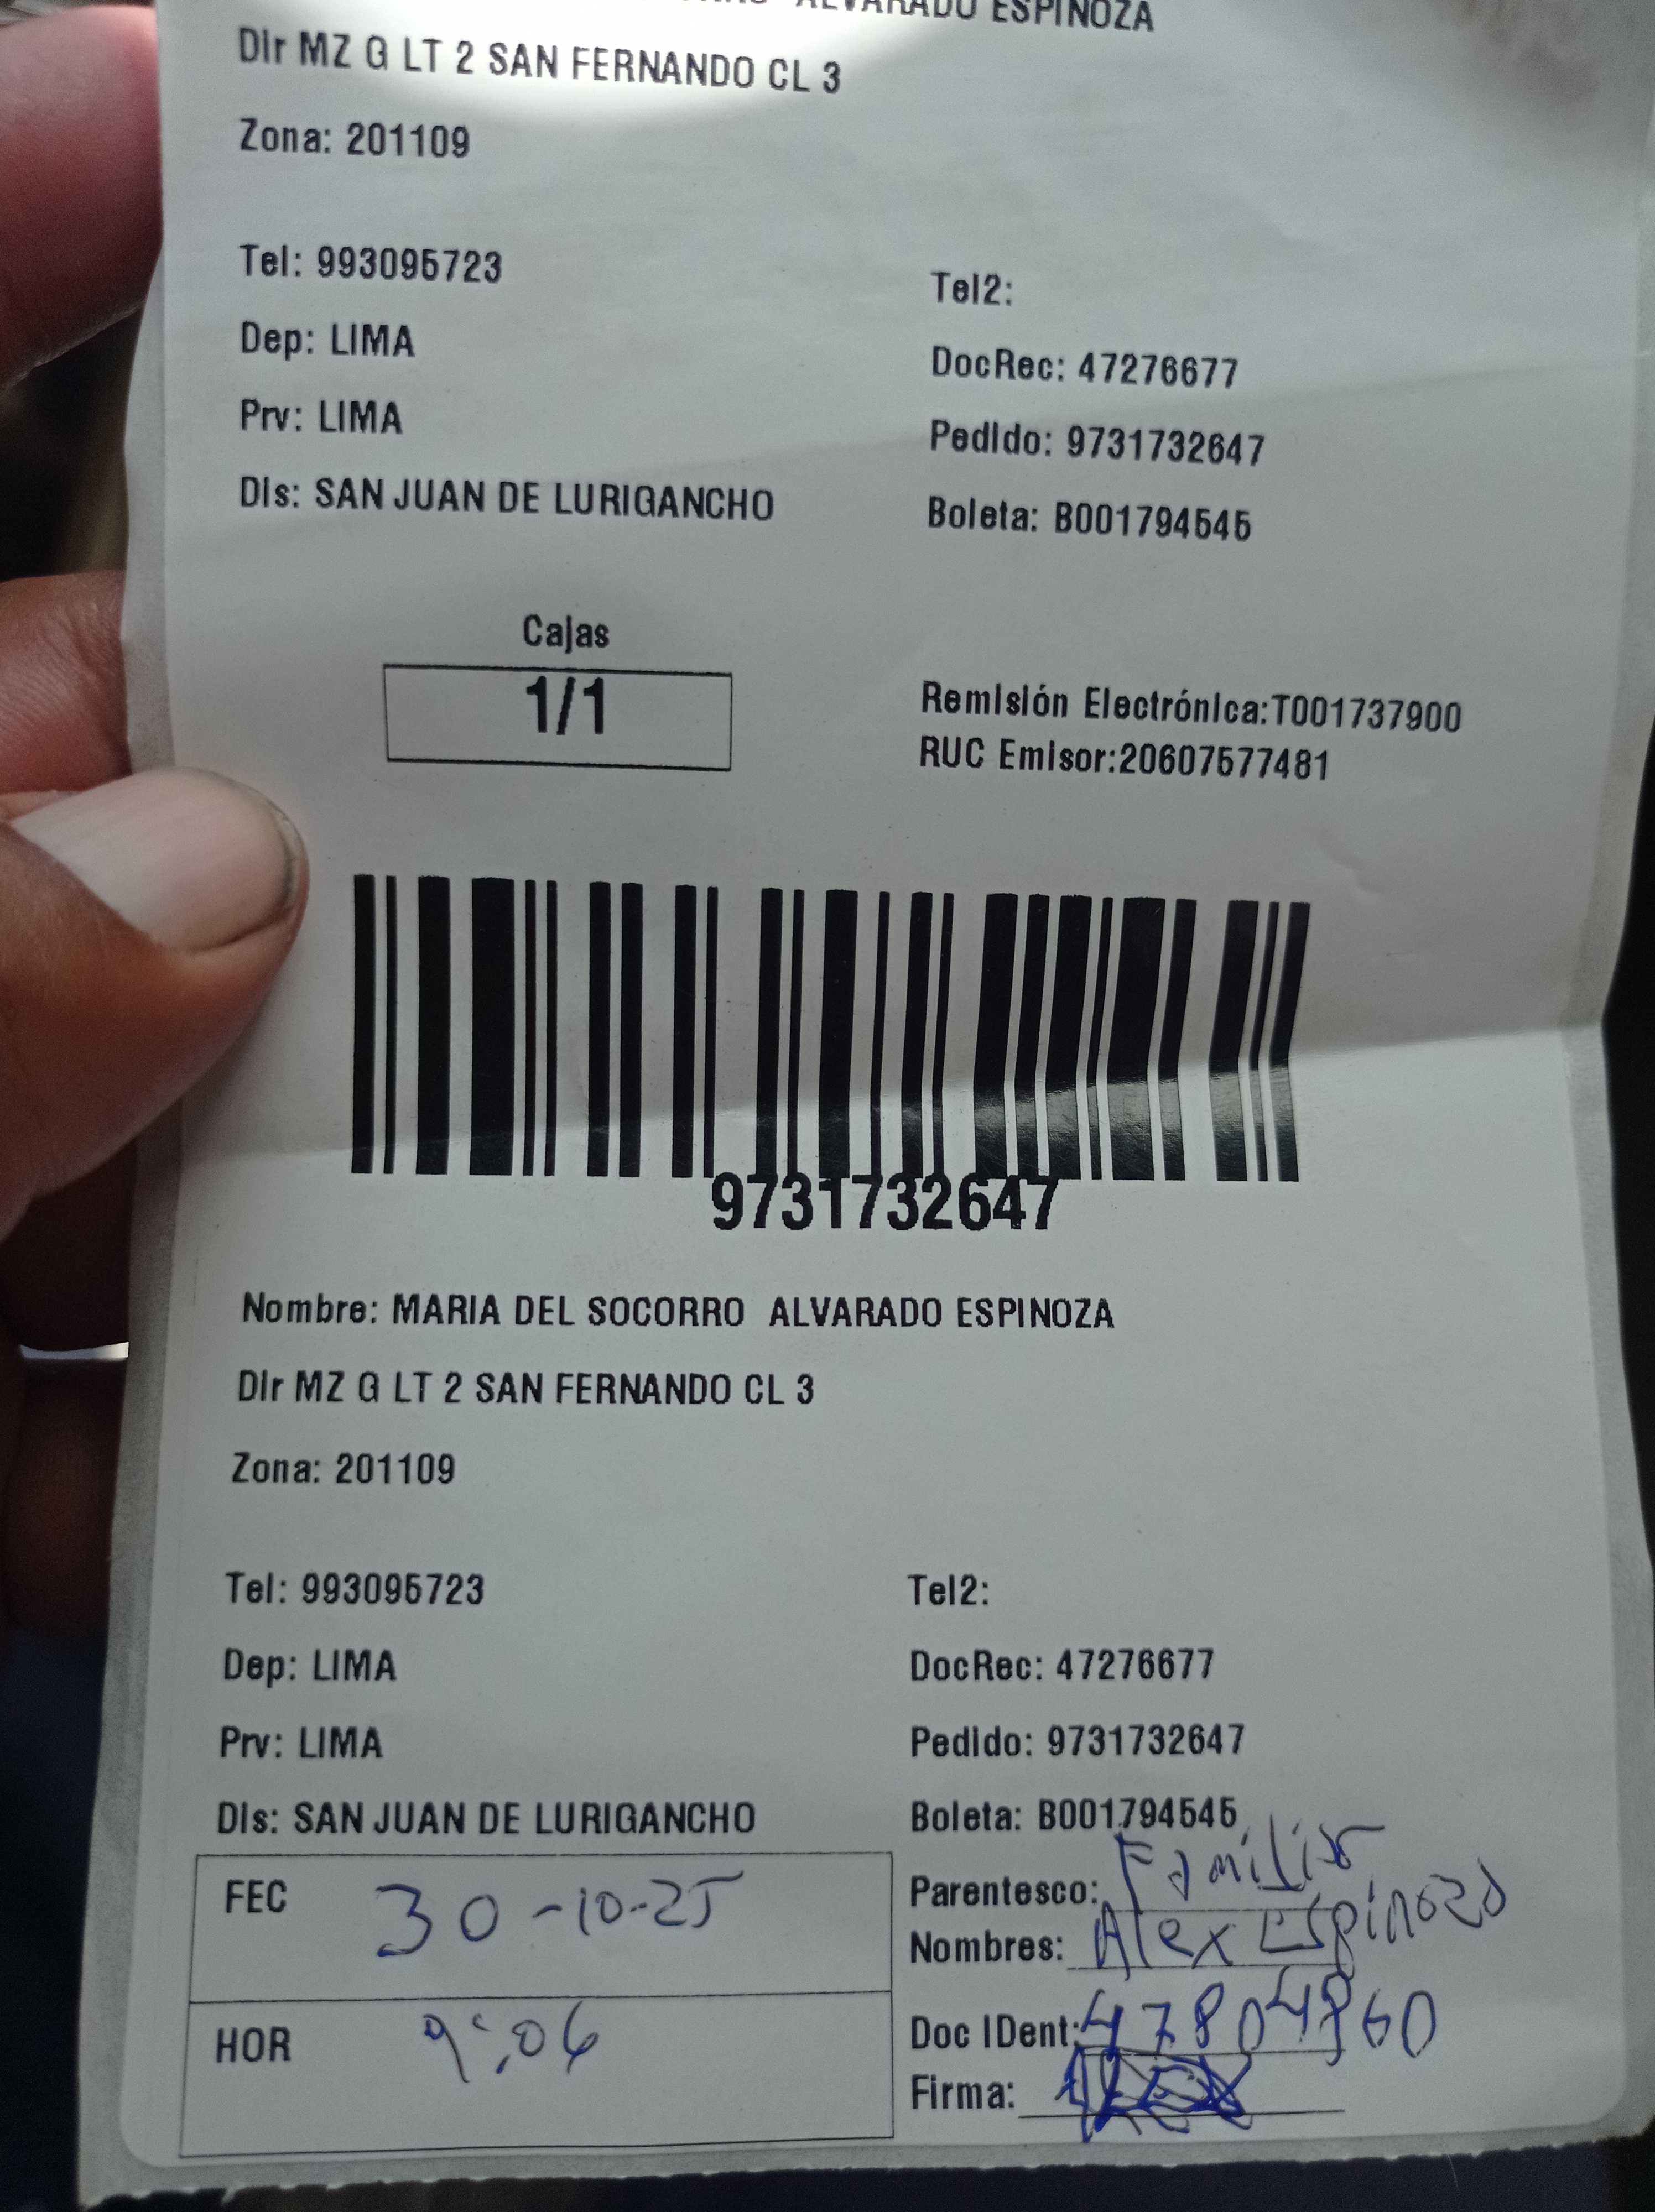 ALVARADO ESPINOZA
Dir MZ G LT 2 SAN FERNANDO CL 3
Zona: 201109
Tel: 993095723
Tel2:
Dep: LIMA
DocRec: 47276677
Prv: LIMA
Pedido: 9731732647
Dis: SAN JUAN DE LURIGANCHO
Boleta: B001794545
Cajas
1/1
Remisión Electrónica:T001737900
RUC Emisor:20607577481
9731732647
Nombre: MARIA DEL SOCORRO ALVARADO ESPINOZA
Dir MZ G LT 2 SAN FERNANDO CL 3
Zona: 201109
Tel: 993095723
Tel2:
Dep: LIMA
DocRec: 47276677
Prv: LIMA
Pedido: 9731732647
Dis: SAN JUAN DE LURIGANCHO
Boleta: B001794545
FEC 30-10-25
Parentesco: Familiar
Nombres: Alex Espinoza
HOR 9:06
Doc IDent: 47804860
Firma: